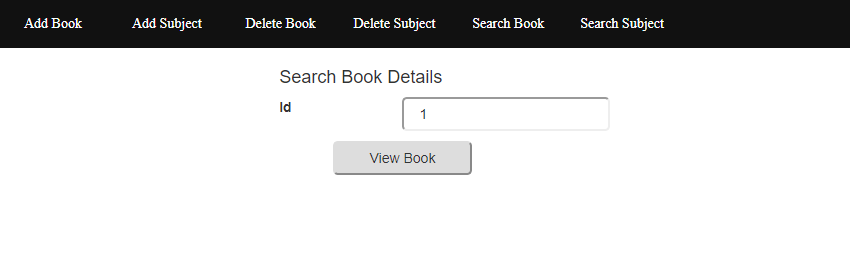 Add Book Add Subject Delete Book Delete Subject Search Book Search Subject
Search Book Details
Id 1
View Book